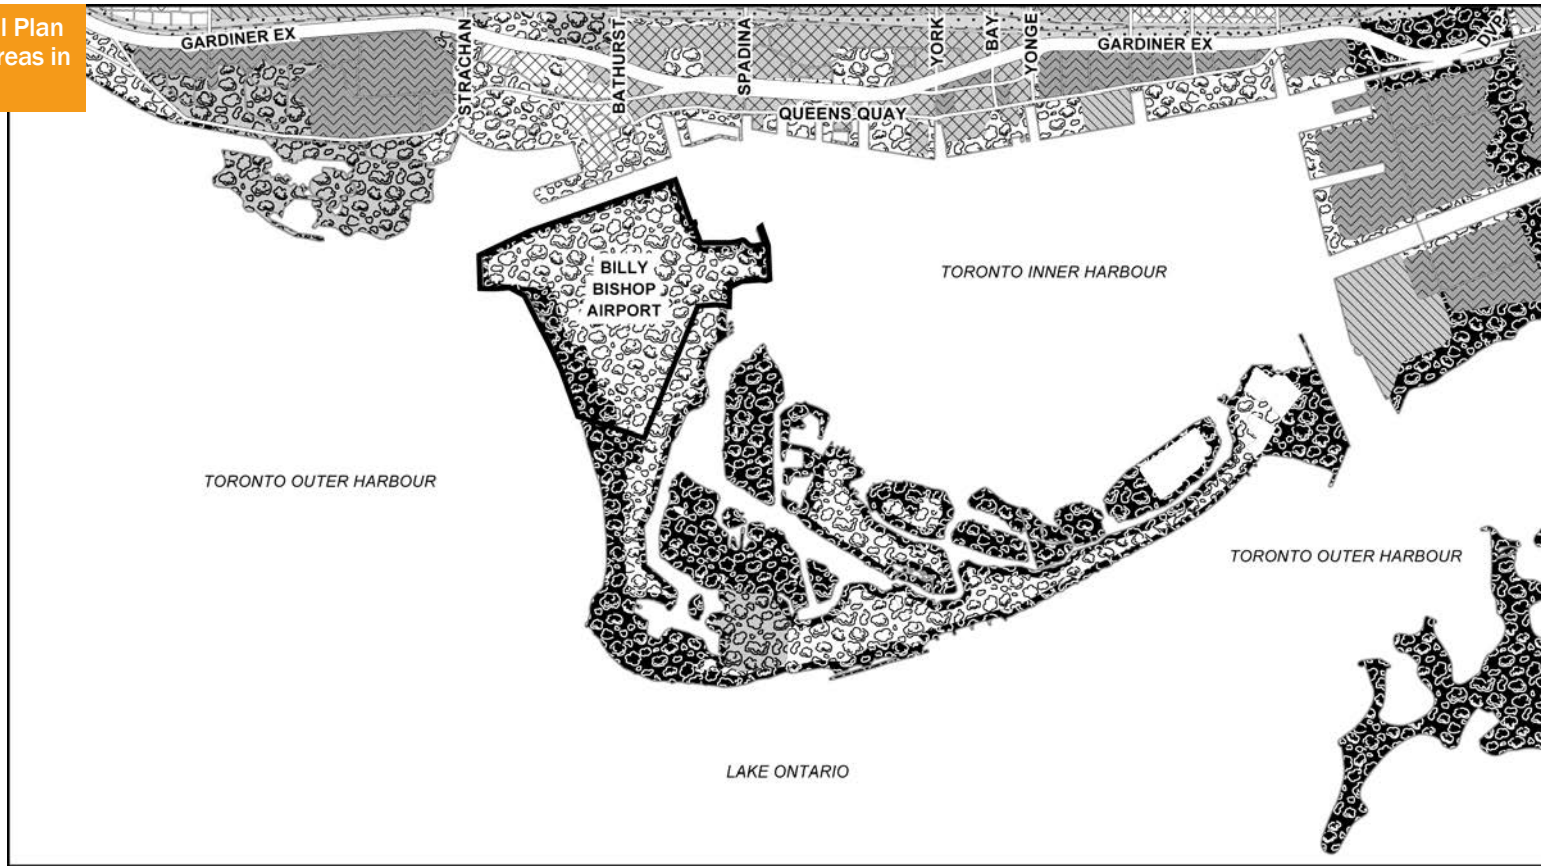 l Plan
reas in
GARDINER EX
STRACHAN
BATHURST
SPADINA
YORK
BAY
YONGE
GARDINER EX
DVP
QUEENS QUAY
BILLY
BISHOP
AIRPORT
TORONTO INNER HARBOUR
TORONTO OUTER HARBOUR
TORONTO OUTER HARBOUR
LAKE ONTARIO